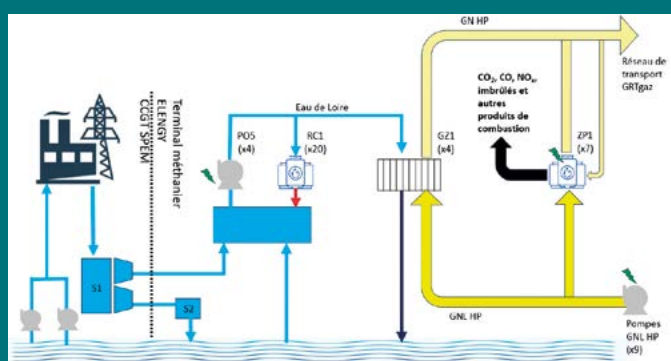 GN HP
Réseau de
transport
GRTgaz
CO₂, CO, NOₓ,
imbrûlés et
autres
produits de
combustion
Eau de Loire
PO5
(x4)
RC1
(x20)
GZ1
(x4)
ZP1
(x7)
Terminal méthanier
ELENGY
CCGT SPEM
S1
S2
GNL HP
Pompes
GNL HP
(x9)